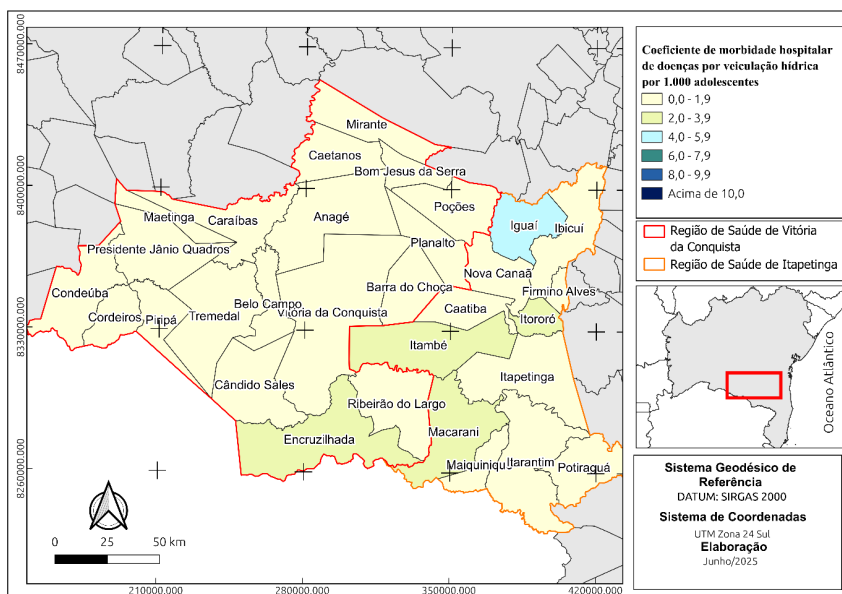 8470000.000
8400000.000
8330000.000
8260000.000
Mirante
Caetanos
Bom Jesus da Serra
Poções
Iguaí
Ibicuí
Maetinga
Caraíbas
Anagé
Planalto
Presidente Jânio Quadros
Nova Canaã
Condeúba
Barra do Choça
Firmino Alves
Cordeiros
Piripá
Tremedal
Belo Campo
Vitória da Conquista
Caatiba
Itororó
Itambé
Cândido Sales
Itapetinga
Ribeirão do Largo
Encruzilhada
Macarani
Maiquiniqu
Itarantim
Potiraguá
0 25 50 km
210000.000 280000.000 350000.000 420000.000
Coeficiente de morbidade hospitalar
de doenças por veiculação hídrica
por 1.000 adolescentes
0,0 - 1,9
2,0 - 3,9
4,0 - 5,9
6,0 - 7,9
8,0 - 9,9
Acima de 10,0
Região de Saúde de Vitória
da Conquista
Região de Saúde de Itapetinga
Oceano Atlântico
Sistema Geodésico de
Referência
DATUM: SIRGAS 2000
Sistema de Coordenadas
UTM Zona 24 Sul
Elaboração
Junho/2025